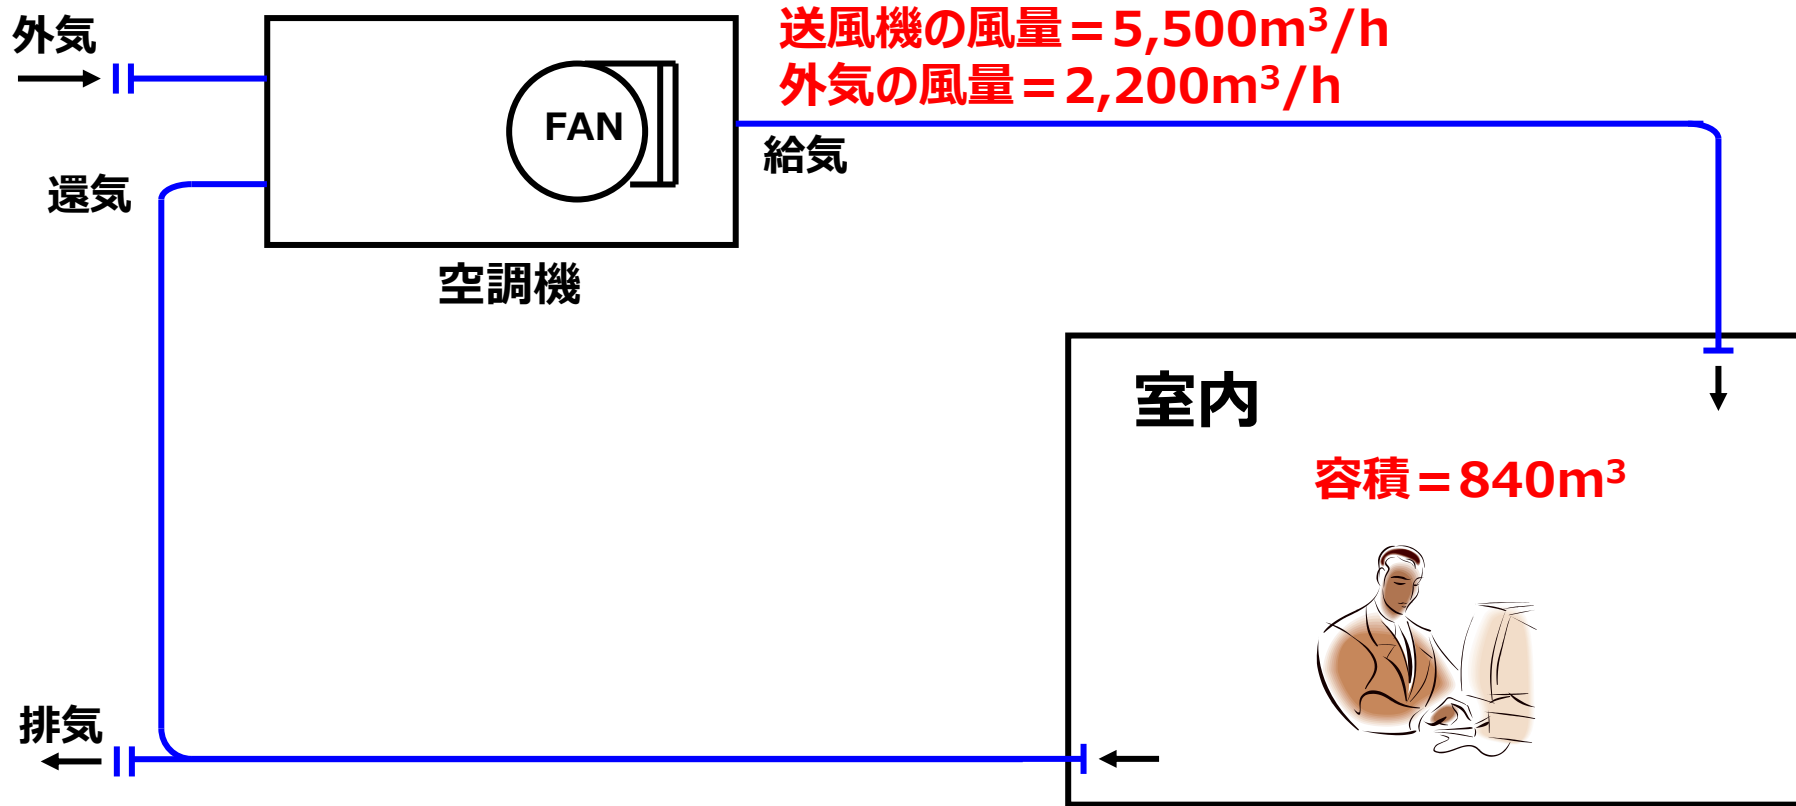 外気
送風機の風量＝5,500m³/h
外気の風量＝2,200m³/h
FAN
給気
還気
空調機
室内
容積＝840m³
排気